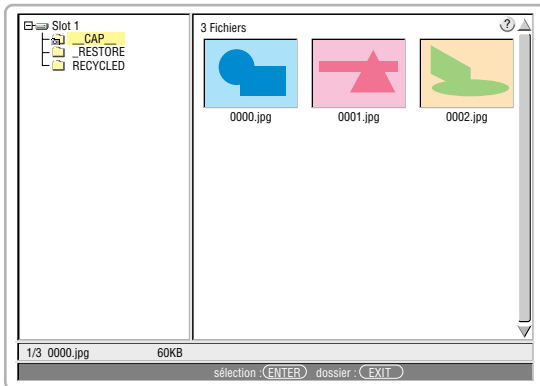 Slot 1
__CAP__
_RESTORE
RECYCLED
3 Fichiers
?
0000.jpg 0001.jpg 0002.jpg
1/3 0000.jpg 60KB
sélection : ENTER dossier : EXIT